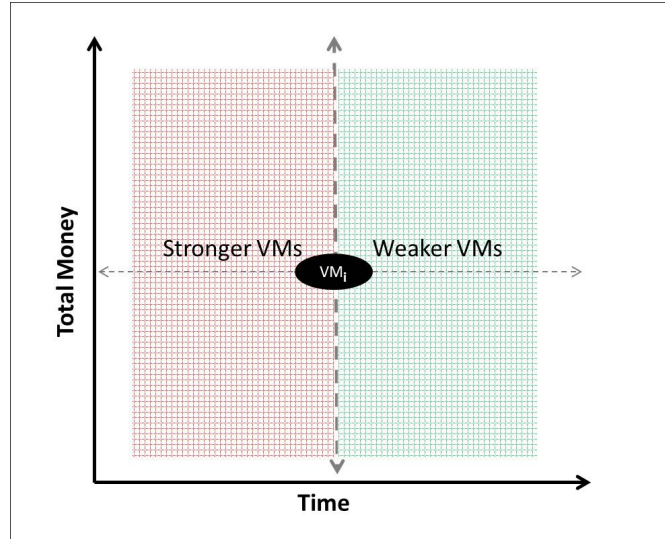 Total Money
Stronger VMs
Weaker VMs
VMi
Time